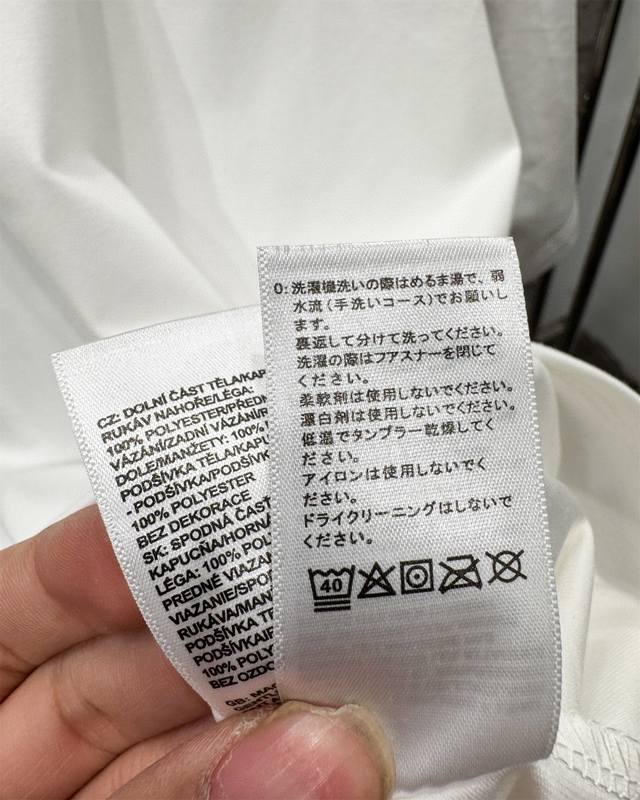 CZ: DOLNÍ ČÁST TĚLA/KAP
RUKÁV NAHOŘE/LÉGA:
100% POLYESTER/PŘEDN
VÁZÁNÍ/ZADNÍ VÁZÁNÍ/R
DOLE/MANŽETY: 100%
PODŠÍVKA TĚLA/KAPU
- PODŠÍVKA/PODŠÍVK
100% POLYESTER
BEZ DEKORACE
SK: SPODNÁ ČASŤ
KAPUCŇA/HORNÁ
LÉGA: 100% POL
PREDNÉ VIAZAN
VIAZANIE/SPO
RUKÁVA/MAN
PODŠÍVKA TE
PODŠÍVKA
100% POLY
BEZ OZDO
GB: MA
0: 洗濯機洗いの際はぬるま湯で、弱
水流(手洗いコース)でお願いし
ます。
裏返して分けて洗ってください。
洗濯の際はフアスナーを閉じて
ください。
柔軟剤は使用しないでください。
漂白剤は使用しないでください。
低温でタンブラー乾燥してく
ださい。
アイロンは使用しないでく
ださい。
ドライクリーニングはしないで
ください。
40